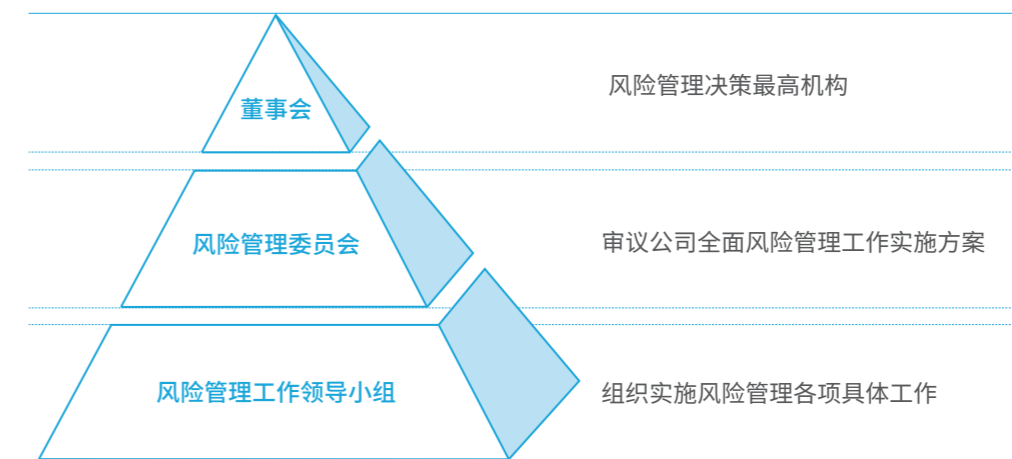 董事会
风险管理决策最高机构
风险管理委员会
审议公司全面风险管理工作实施方案
风险管理工作领导小组
组织实施风险管理各项具体工作